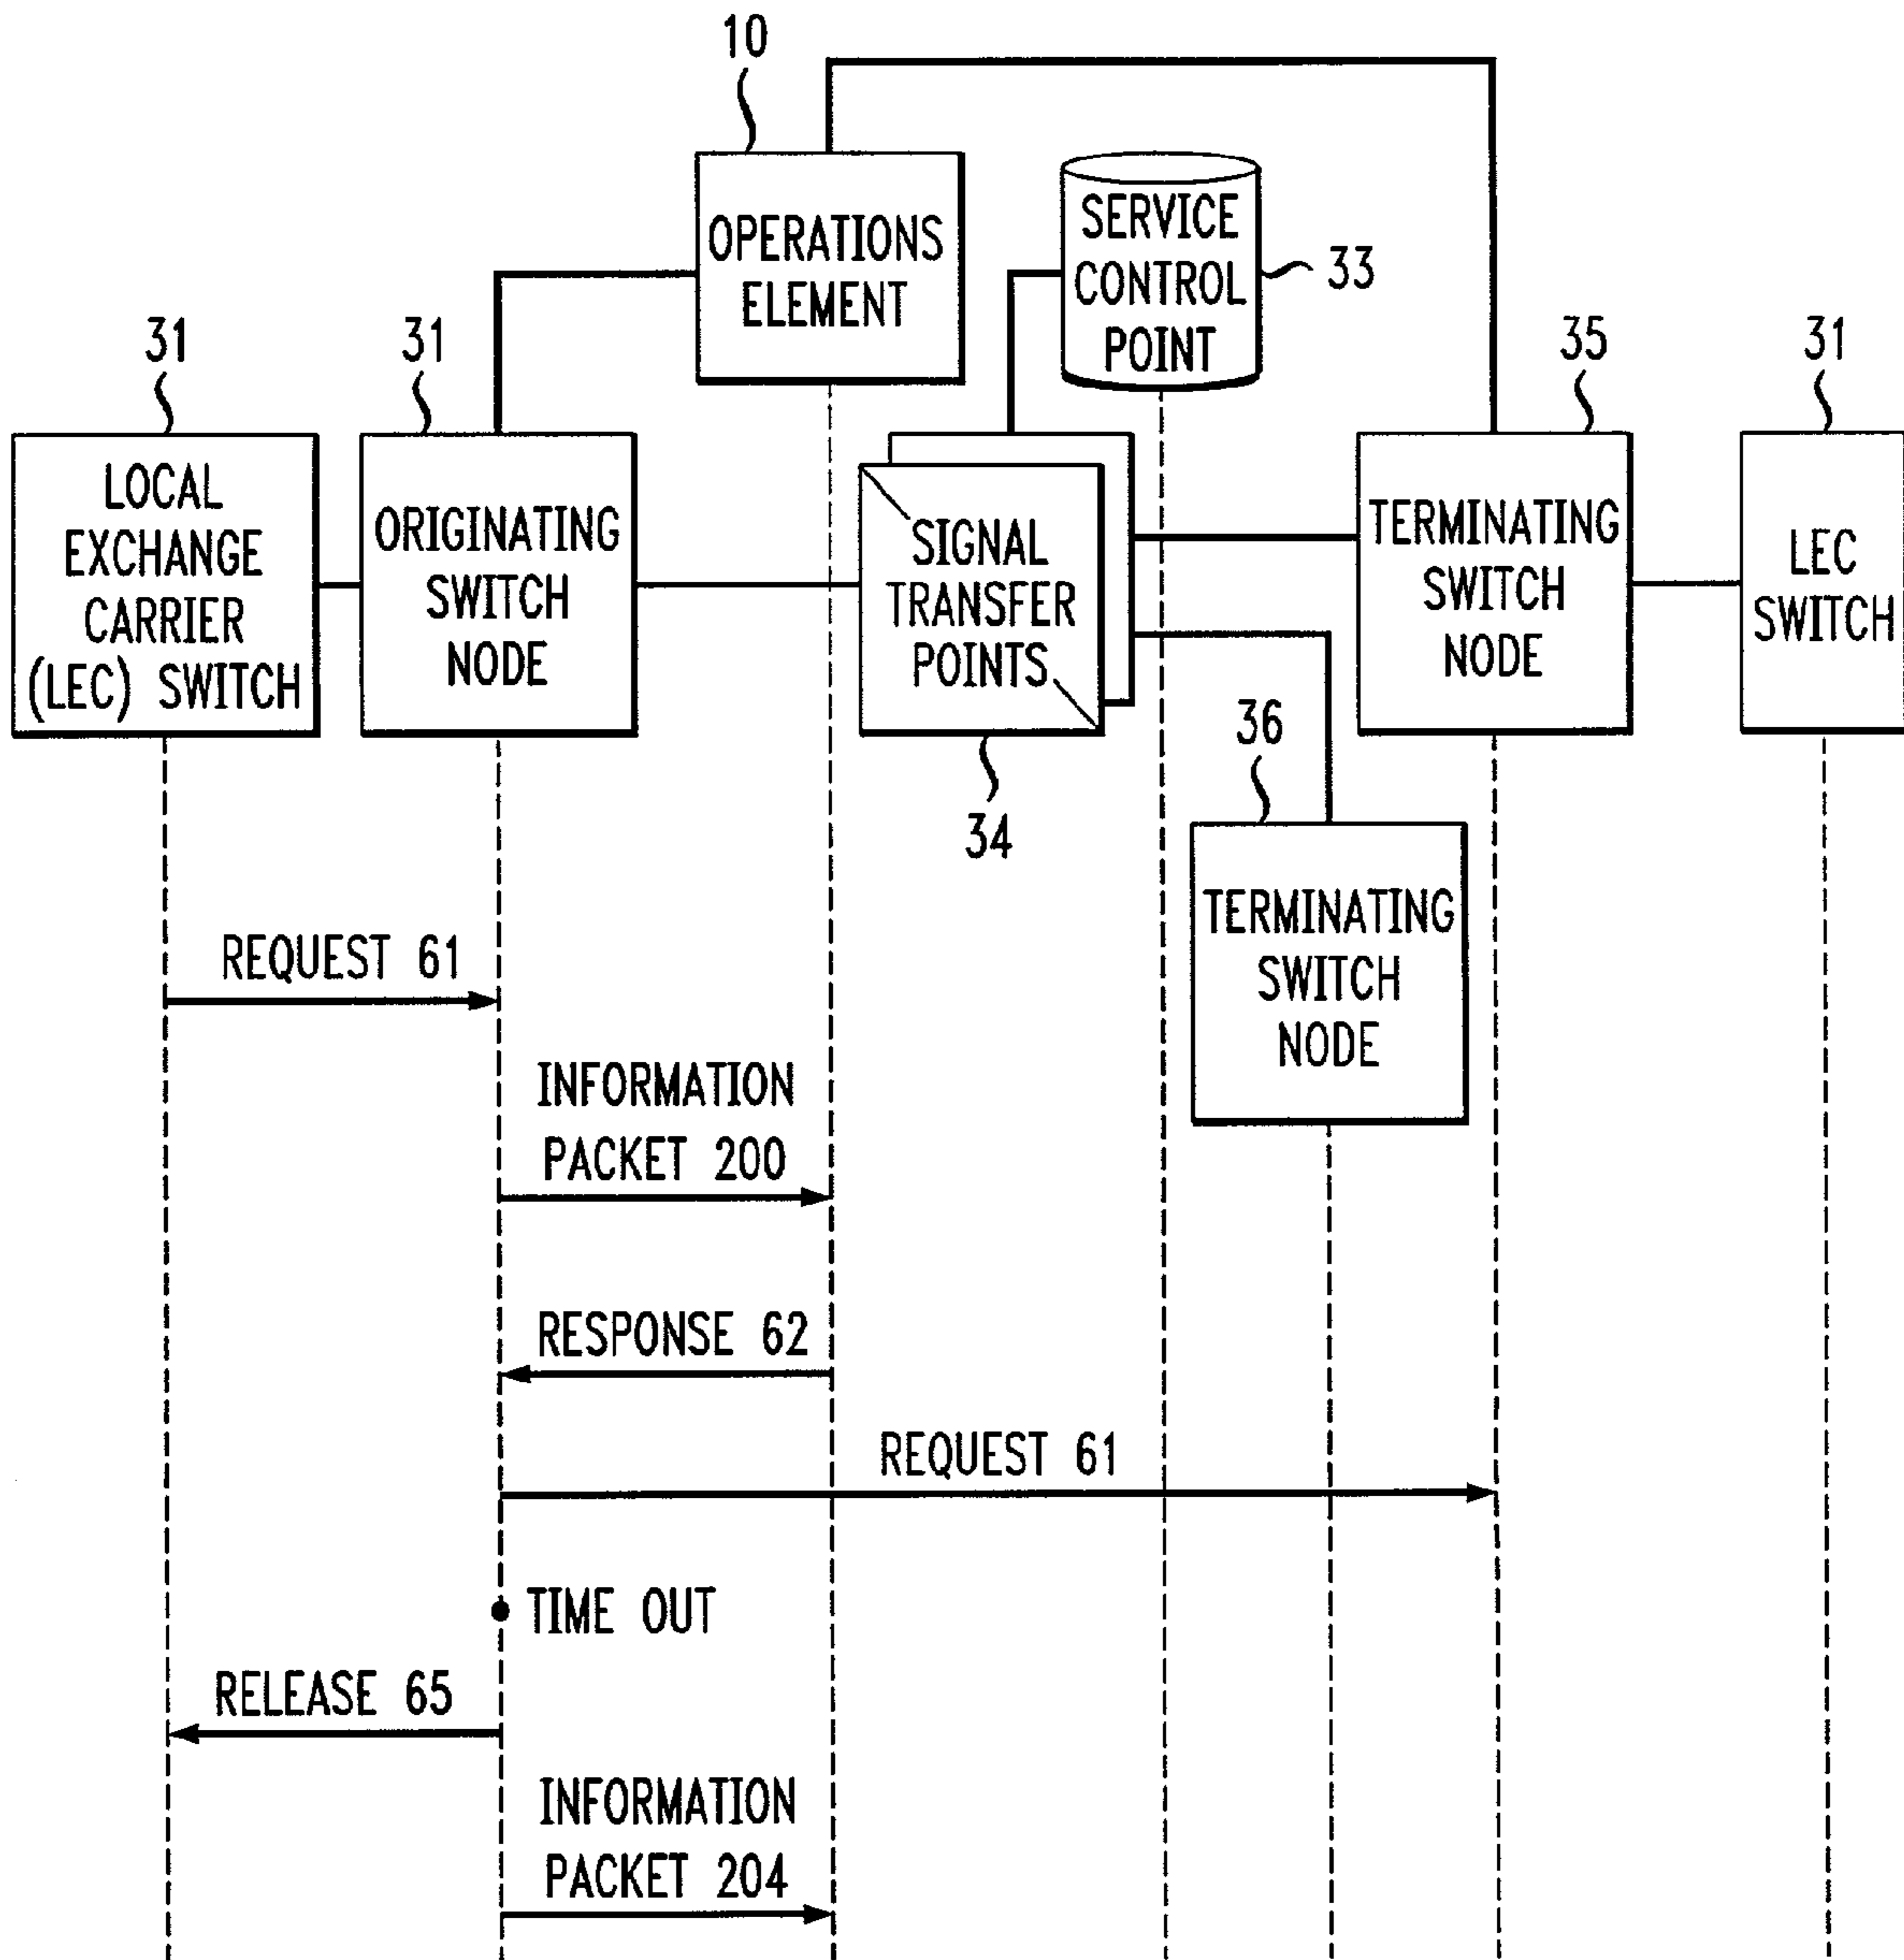 10
OPERATIONS
ELEMENT
SERVICE
CONTROL
POINT
33
31
31
35
31
LOCAL
EXCHANGE
CARRIER
(LEC) SWITCH
ORIGINATING
SWITCH
NODE
SIGNAL
TRANSFER
POINTS
34
TERMINATING
SWITCH
NODE
LEC
SWITCH
36
TERMINATING
SWITCH
NODE
REQUEST 61
INFORMATION
PACKET 200
RESPONSE 62
REQUEST 61
TIME OUT
RELEASE 65
INFORMATION
PACKET 204